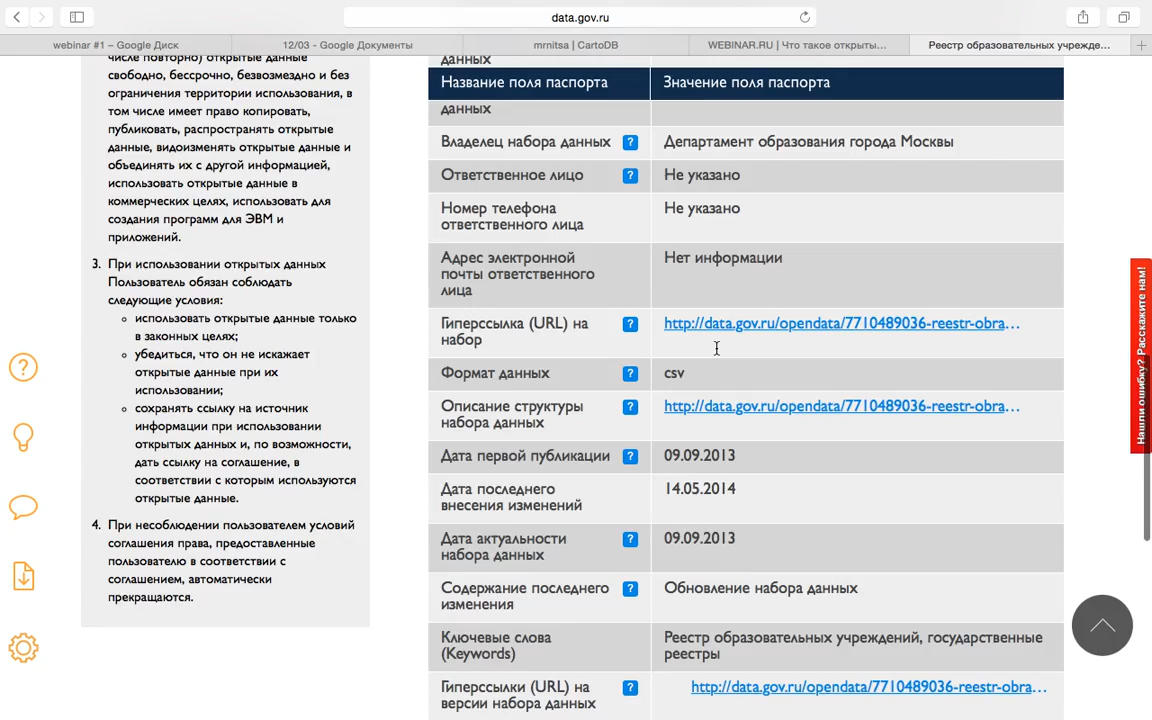 data.gov.ru
webinar #1 – Google Диск
12/03 - Google Документы
mrnitsa | CartoDB
WEBINAR.RU | Что такое открыты...
Реестр образовательных учрежде...
числе повторно) открытые данные
свободно, бессрочно, безвозмездно и без
ограничения территории использования, в
том числе имеет право копировать,
публиковать, распространять открытые
данные, видоизменять открытые данные и
объединять их с другой информацией,
использовать открытые данные в
коммерческих целях, использовать для
создания программ для ЭВМ и
приложений.
3. При использовании открытых данных
Пользователь обязан соблюдать
следующие условия:
использовать открытые данные только
в законных целях;
убедиться, что он не искажает
открытые данные при их
использовании;
сохранять ссылку на источник
информации при использовании
открытых данных и, по возможности,
дать ссылку на соглашение, в
соответствии с которым используются
открытые данные.
4. При несоблюдении пользователем условий
соглашения права, предоставленные
пользователю в соответствии с
соглашением, автоматически
прекращаются.
данных
Название поля паспорта
Значение поля паспорта
данных
Владелец набора данных ?
Департамент образования города Москвы
Ответственное лицо ?
Не указано
Номер телефона
ответственного лица
Не указано
Адрес электронной
почты ответственного
лица
Нет информации
Гиперссылка (URL) на ?
набор
http://data.gov.ru/opendata/7710489036-reestr-obra...
Формат данных ?
csv
Описание структуры ?
набора данных
http://data.gov.ru/opendata/7710489036-reestr-obra...
Дата первой публикации ?
09.09.2013
Дата последнего
внесения изменений
14.05.2014
Дата актуальности ?
набора данных
09.09.2013
Содержание последнего ?
изменения
Обновление набора данных
Ключевые слова
(Keywords)
Реестр образовательных учреждений, государственные
реестры
Гиперссылки (URL) на ?
версии набора данных
http://data.gov.ru/opendata/7710489036-reestr-obra...
Нашли ошибку? Расскажите нам!